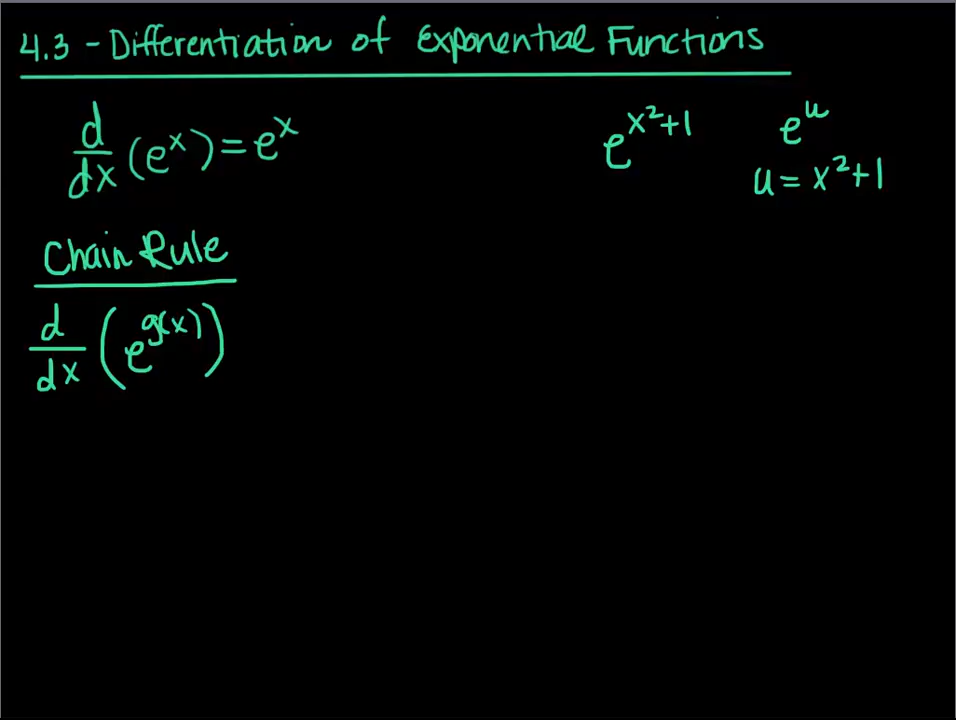 4.3 - Differentiation of Exponential Functions
d/dx (e^x) = e^x
e^{x²+1}
e^u
u = x²+1
Chain Rule
d/dx (e^{g(x)})